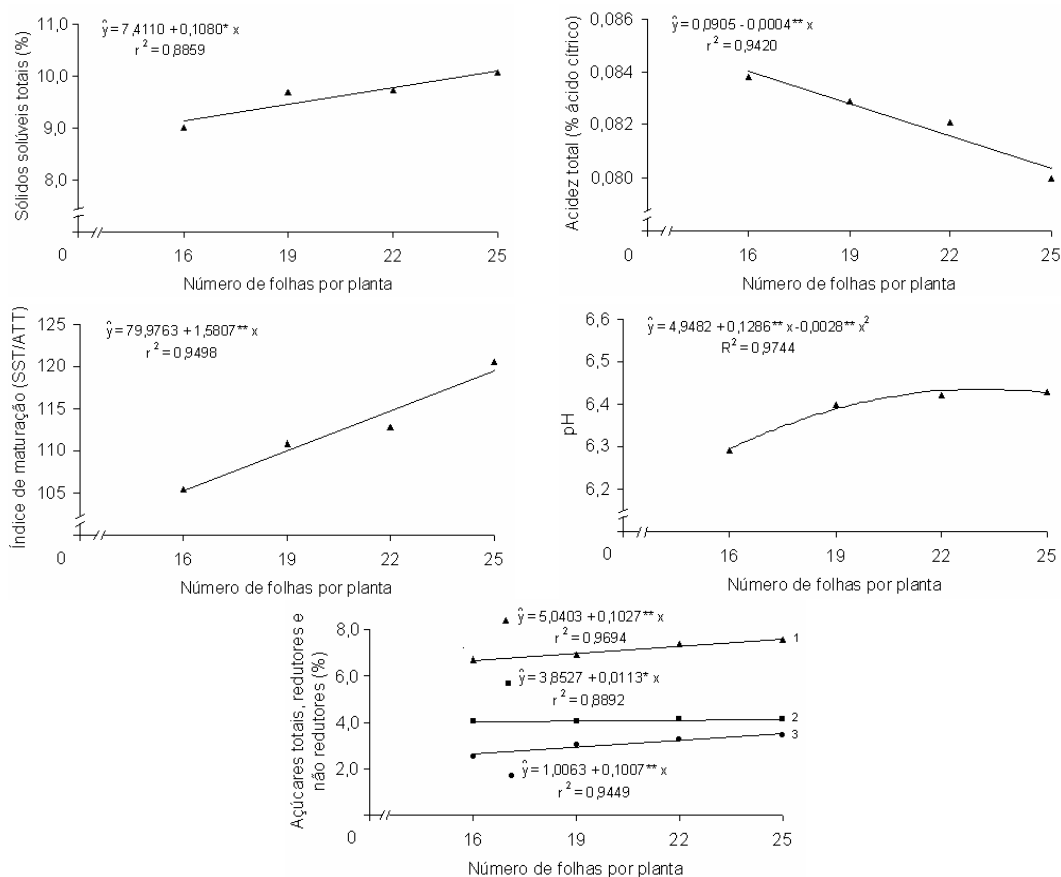 ŷ = 7,4110 + 0,1080* x
r² = 0,8859
Sólidos solúveis totais (%)
11,0
10,0
9,0
8,0
0
16
19
22
25
Número de folhas por planta
ŷ = 0,0905 - 0,0004** x
r² = 0,9420
Acidez total (% ácido cítrico)
0,086
0,084
0,082
0,080
0
16
19
22
25
Número de folhas por planta
ŷ = 79,9763 + 1,5807** x
r² = 0,9498
Índice de maturação (SST/ATT)
125
120
115
110
105
0
16
19
22
25
Número de folhas por planta
ŷ = 4,9482 + 0,1286** x -0,0028** x²
R² = 0,9744
pH
6,6
6,5
6,4
6,3
6,2
0
16
19
22
25
Número de folhas por planta
Açúcares totais, redutores e
não redutores (%)
8,0
6,0
4,0
2,0
0
ŷ = 5,0403 + 0,1027** x
r² = 0,9694
1
ŷ = 3,8527 + 0,0113* x
r² = 0,8892
2
3
ŷ = 1,0063 + 0,1007** x
r² = 0,9449
16
19
22
25
Número de folhas por planta